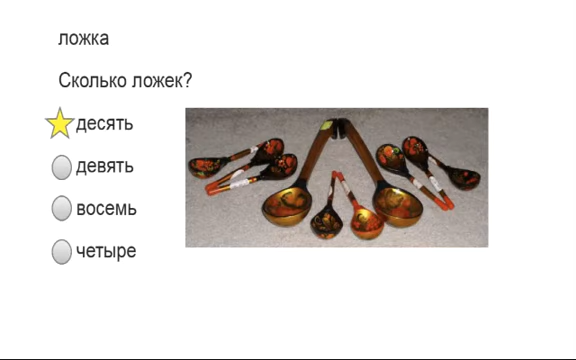 ложка
Сколько ложек?
десять
девять
восемь
четыре